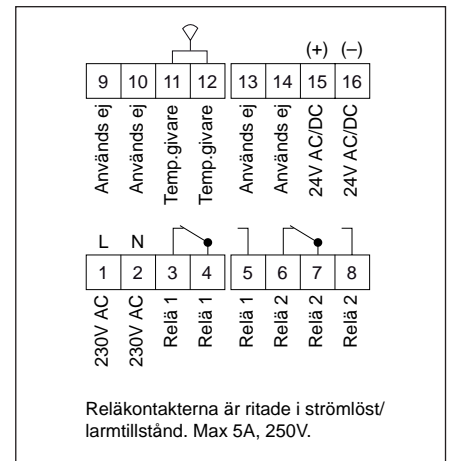 (+) (–)
9 10 11 12 13 14 15 16
Används ej
Används ej
Temp.givare
Temp.givare
Används ej
Används ej
24V AC/DC
24V AC/DC
L N
1 2 3 4 5 6 7 8
230V AC
230V AC
Relä 1
Relä 1
Relä 1
Relä 2
Relä 2
Relä 2
Reläkontakterna är ritade i strömlöst/
larmtillstånd. Max 5A, 250V.